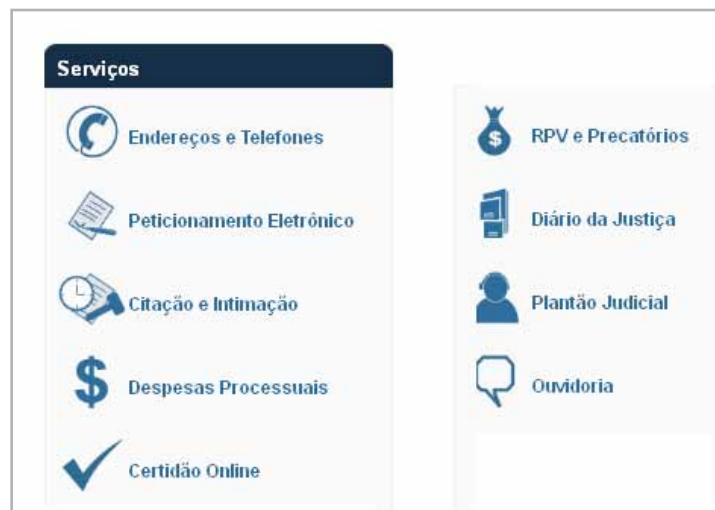 Serviços
Endereços e Telefones
Peticionamento Eletrônico
Citação e Intimação
$
Despesas Processuais
Certidão Online
$
RPV e Precatórios
Diário da Justiça
Plantão Judicial
Ouvidoria